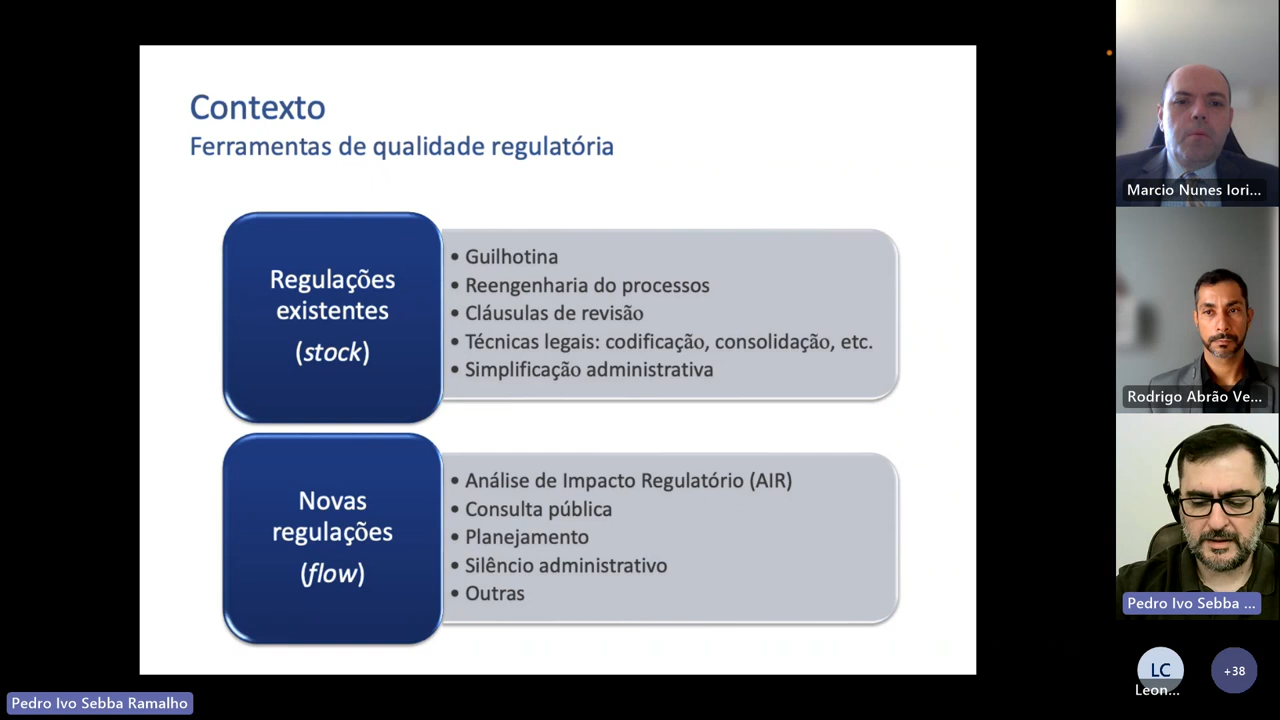 Contexto
Ferramentas de qualidade regulatória
Regulações
existentes
(stock)
• Guilhotina
• Reengenharia do processos
• Cláusulas de revisão
• Técnicas legais: codificação, consolidação, etc.
• Simplificação administrativa
Novas
regulações
(flow)
• Análise de Impacto Regulatório (AIR)
• Consulta pública
• Planejamento
• Silêncio administrativo
• Outras
Marcio Nunes Iori...
Rodrigo Abrão Ve...
Pedro Ivo Sebba ...
LC
Leon...
+38
Pedro Ivo Sebba Ramalho